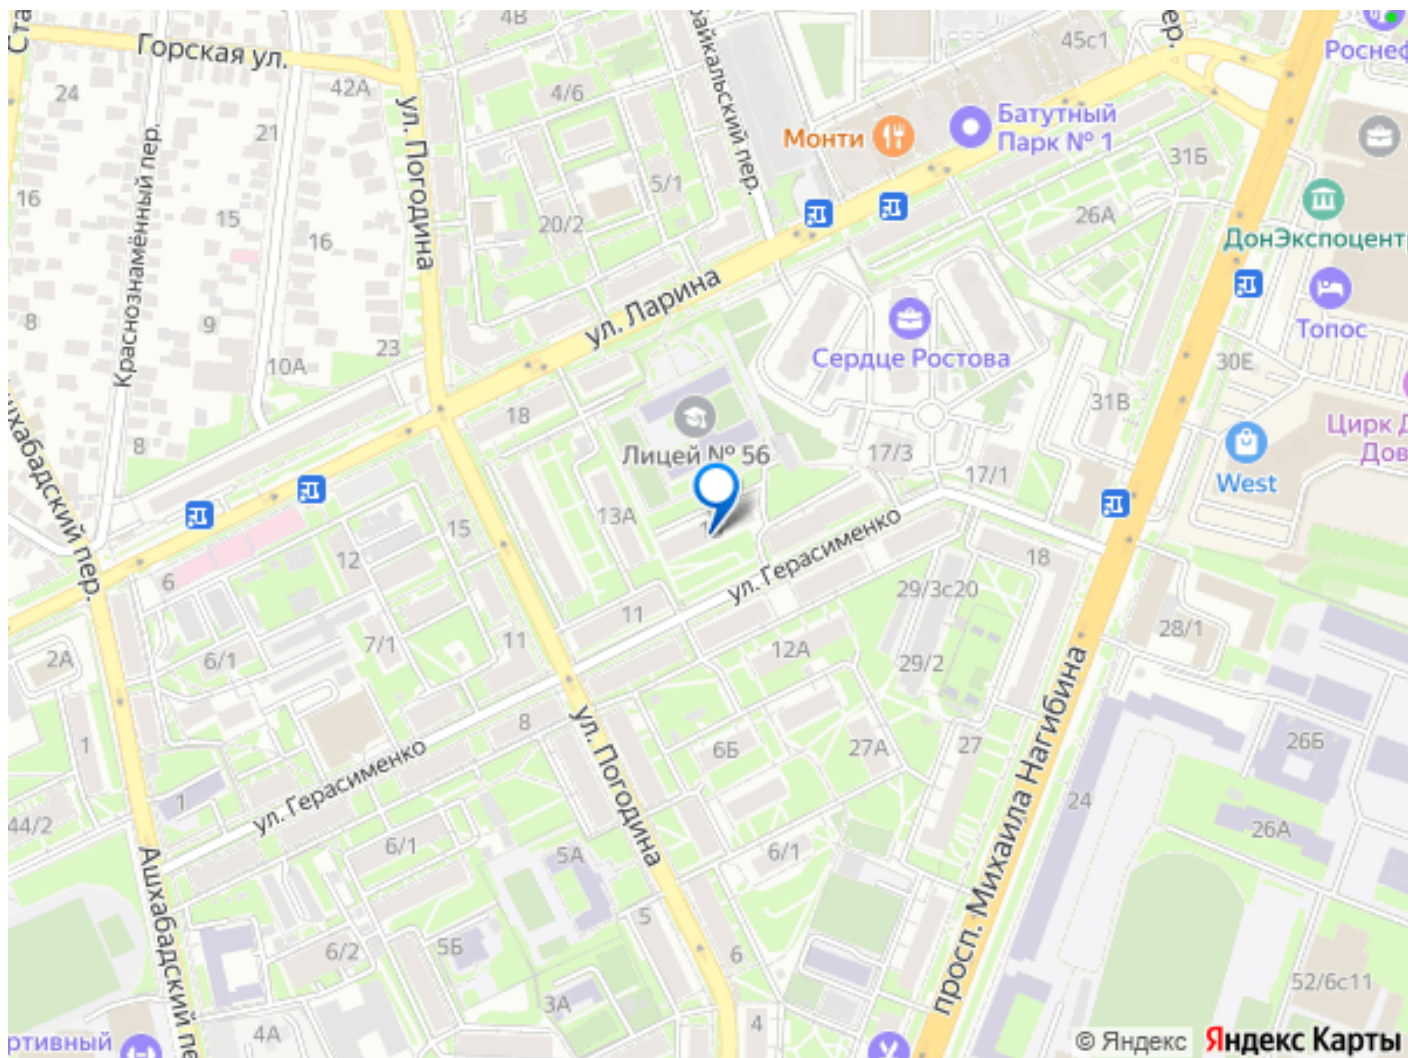 4В
45с1
пер.
Роснеф
Горская ул.
24
42А
4/6
Монти
Батутный
Парк № 1
21
Краснознамённый пер.
ул. Погодина
31Б
5/1
16
15
16
20/2
26А
ДонЭкспоцентр
ул. Ларина
8
9
23
10А
Сердце Ростова
Топос
30Е
31В
18
8
Лицей № 56
17/3
17/1
West
Ашхабадский пер.
13А
15
12
6
ул. Герасименко
18
29/3с20
11
28/1
2А
6/1
7/1
11
12А
29/2
8
ул. Погодина
6Б
27А
27
26Б
1
1
ул. Герасименко
24
44/2
6/1
5А
6/1
26А
просп. Михаила Нагибина
Ашхабадский пе
5
6/2
5Б
6
52/6с11
3А
4А
4
ртивный
© Яндекс
Яндекс Карты